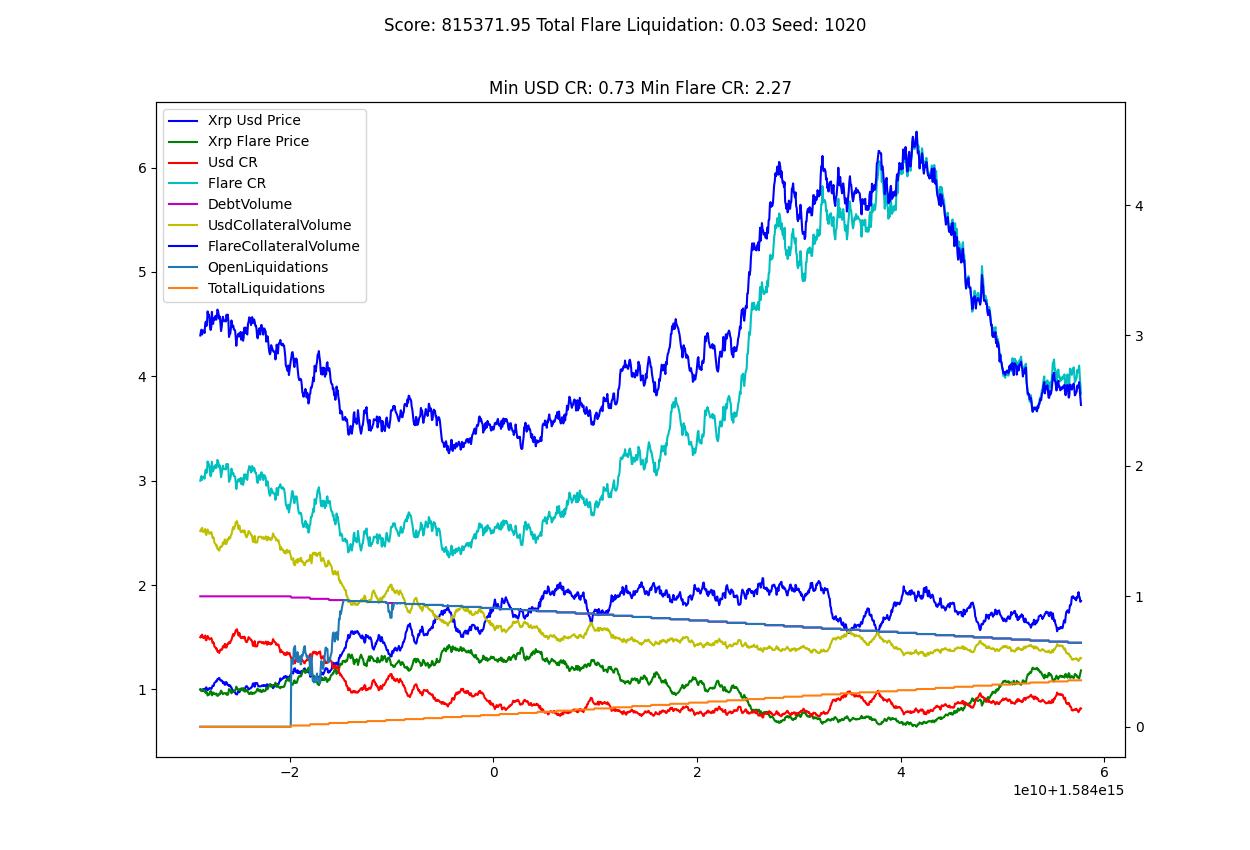 Score: 815371.95 Total Flare Liquidation: 0.03 Seed: 1020
Min USD CR: 0.73 Min Flare CR: 2.27
Xrp Usd Price
Xrp Flare Price
Usd CR
Flare CR
DebtVolume
UsdCollateralVolume
FlareCollateralVolume
OpenLiquidations
TotalLiquidations
6
5
4
3
2
1
4
3
2
1
0
−2
0
2
4
6
1e10+1.584e15